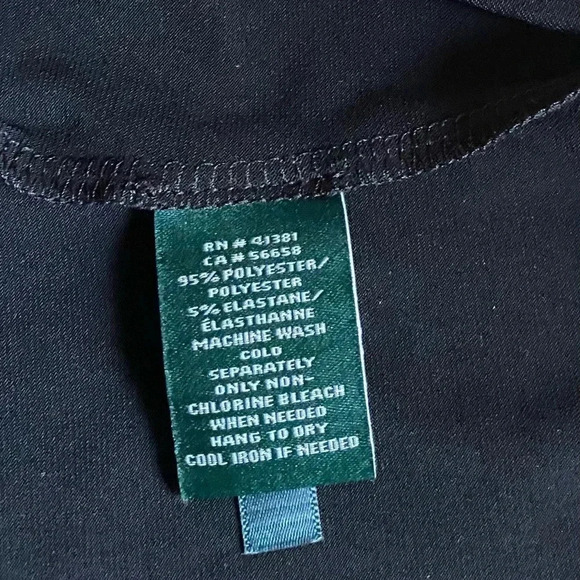 RN # 41381
CA # 56658
95% POLYESTER/
POLYESTER
5% ELASTANE/
ÉLASTHANNE
MACHINE WASH
COLD
SEPARATELY
ONLY NON-
CHLORINE BLEACH
WHEN NEEDED
HANG TO DRY
COOL IRON IF NEEDED